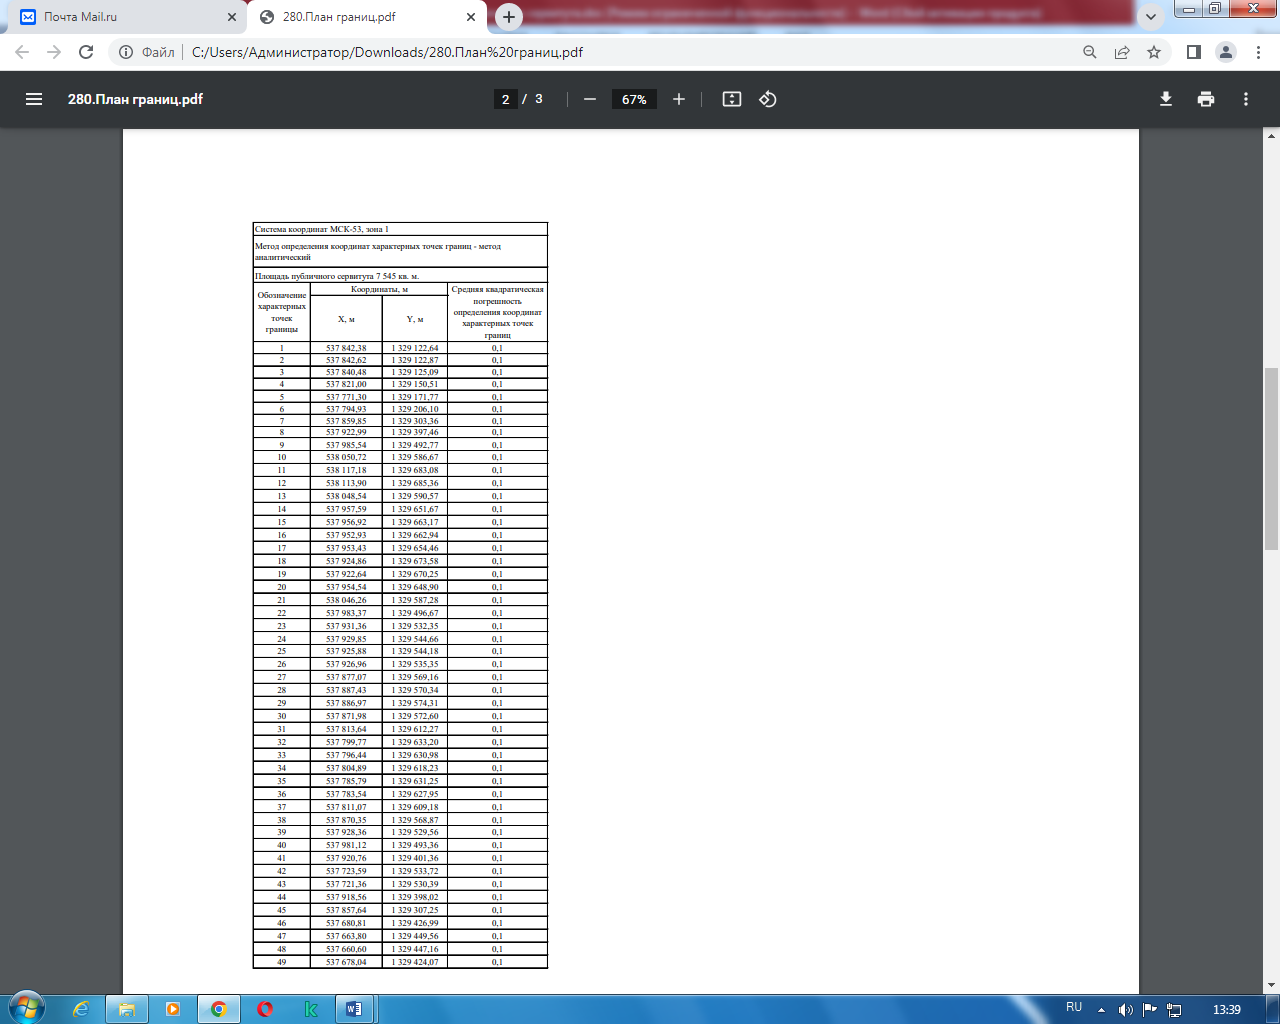 Почта Mail.ru
280.План границ.pdf
Файл
C:/Users/Администратор/Downloads/280.План%20границ.pdf
280.План границ.pdf
2 / 3
67%
Система координат МСК-53, зона 1
Метод определения координат характерных точек границ - метод
аналитический
Площадь публичного сервитута 7 545 кв. м.
Обозначение
характерных
точек
границы
Координаты, м
X, м
Y, м
Средняя квадратическая
погрешность
определения координат
характерных точек
границ
1 537 842,38 1 329 122,64 0,1
2 537 842,62 1 329 122,87 0,1
3 537 840,48 1 329 125,09 0,1
4 537 821,00 1 329 150,51 0,1
5 537 771,30 1 329 171,77 0,1
6 537 794,93 1 329 206,10 0,1
7 537 859,85 1 329 303,36 0,1
8 537 922,99 1 329 397,46 0,1
9 537 985,54 1 329 492,77 0,1
10 538 050,72 1 329 586,67 0,1
11 538 117,18 1 329 683,08 0,1
12 538 113,90 1 329 685,36 0,1
13 538 048,54 1 329 590,57 0,1
14 537 957,59 1 329 651,67 0,1
15 537 956,92 1 329 663,17 0,1
16 537 952,93 1 329 662,94 0,1
17 537 953,43 1 329 654,46 0,1
18 537 924,86 1 329 673,58 0,1
19 537 922,64 1 329 670,25 0,1
20 537 954,54 1 329 648,90 0,1
21 538 046,26 1 329 587,28 0,1
22 537 983,37 1 329 496,67 0,1
23 537 931,36 1 329 532,35 0,1
24 537 929,85 1 329 544,66 0,1
25 537 925,88 1 329 544,18 0,1
26 537 926,96 1 329 535,35 0,1
27 537 877,07 1 329 569,16 0,1
28 537 887,43 1 329 570,34 0,1
29 537 886,97 1 329 574,31 0,1
30 537 871,98 1 329 572,60 0,1
31 537 813,64 1 329 612,27 0,1
32 537 799,77 1 329 633,20 0,1
33 537 796,44 1 329 630,98 0,1
34 537 804,89 1 329 618,23 0,1
35 537 785,79 1 329 631,25 0,1
36 537 783,54 1 329 627,95 0,1
37 537 811,07 1 329 609,18 0,1
38 537 870,35 1 329 568,87 0,1
39 537 928,36 1 329 529,56 0,1
40 537 981,12 1 329 493,36 0,1
41 537 920,76 1 329 401,36 0,1
42 537 723,59 1 329 533,72 0,1
43 537 721,36 1 329 530,39 0,1
44 537 918,56 1 329 398,02 0,1
45 537 857,64 1 329 307,25 0,1
46 537 680,81 1 329 426,99 0,1
47 537 663,80 1 329 449,56 0,1
48 537 660,60 1 329 447,16 0,1
49 537 678,04 1 329 424,07 0,1
RU
13:39